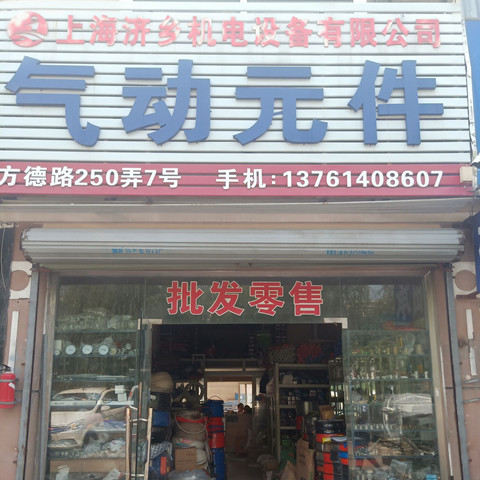 上海济乡机电设备有限公司
气动元件
方德路250弄7号 手机:13761408607
批发零售